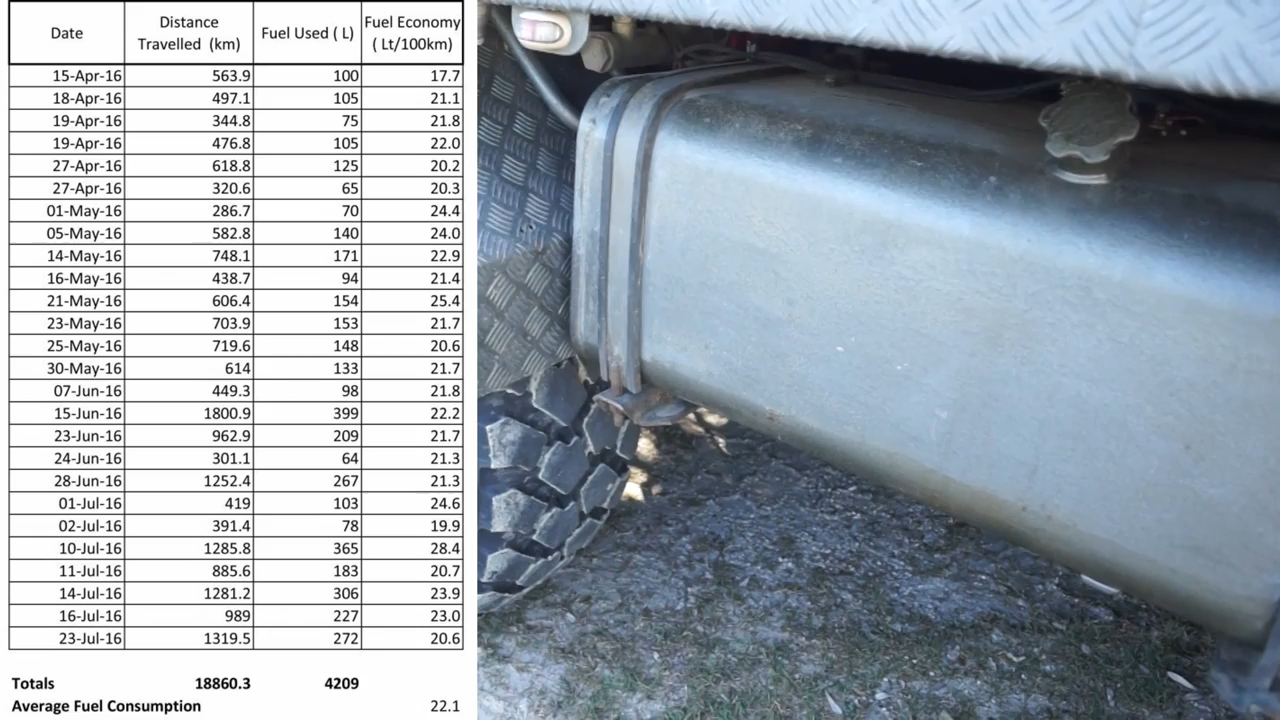 Date Distance Travelled (km) Fuel Used ( L) Fuel Economy ( Lt/100km)
15-Apr-16 563.9 100 17.7
18-Apr-16 497.1 105 21.1
19-Apr-16 344.8 75 21.8
19-Apr-16 476.8 105 22.0
27-Apr-16 618.8 125 20.2
27-Apr-16 320.6 65 20.3
01-May-16 286.7 70 24.4
05-May-16 582.8 140 24.0
14-May-16 748.1 171 22.9
16-May-16 438.7 94 21.4
21-May-16 606.4 154 25.4
23-May-16 703.9 153 21.7
25-May-16 719.6 148 20.6
30-May-16 614 133 21.7
07-Jun-16 449.3 98 21.8
15-Jun-16 1800.9 399 22.2
23-Jun-16 962.9 209 21.7
24-Jun-16 301.1 64 21.3
28-Jun-16 1252.4 267 21.3
01-Jul-16 419 103 24.6
02-Jul-16 391.4 78 19.9
10-Jul-16 1285.8 365 28.4
11-Jul-16 885.6 183 20.7
14-Jul-16 1281.2 306 23.9
16-Jul-16 989 227 23.0
23-Jul-16 1319.5 272 20.6
Totals 18860.3 4209
Average Fuel Consumption 22.1